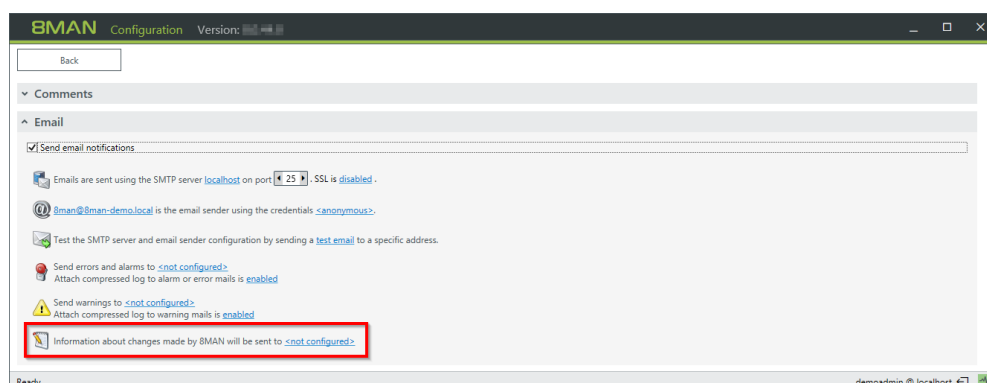 8MAN Configuration Version:
Back
Comments
Email
Send email notifications
Emails are sent using the SMTP server localhost on port 25 . SSL is disabled .
8man@8man-demo.local is the email sender using the credentials <anonymous>.
Test the SMTP server and email sender configuration by sending a test email to a specific address.
Send errors and alarms to <not configured>
Attach compressed log to alarm or error mails is enabled
Send warnings to <not configured>
Attach compressed log to warning mails is enabled
Information about changes made by 8MAN will be sent to <not configured>
Ready demoadmin @ localhost